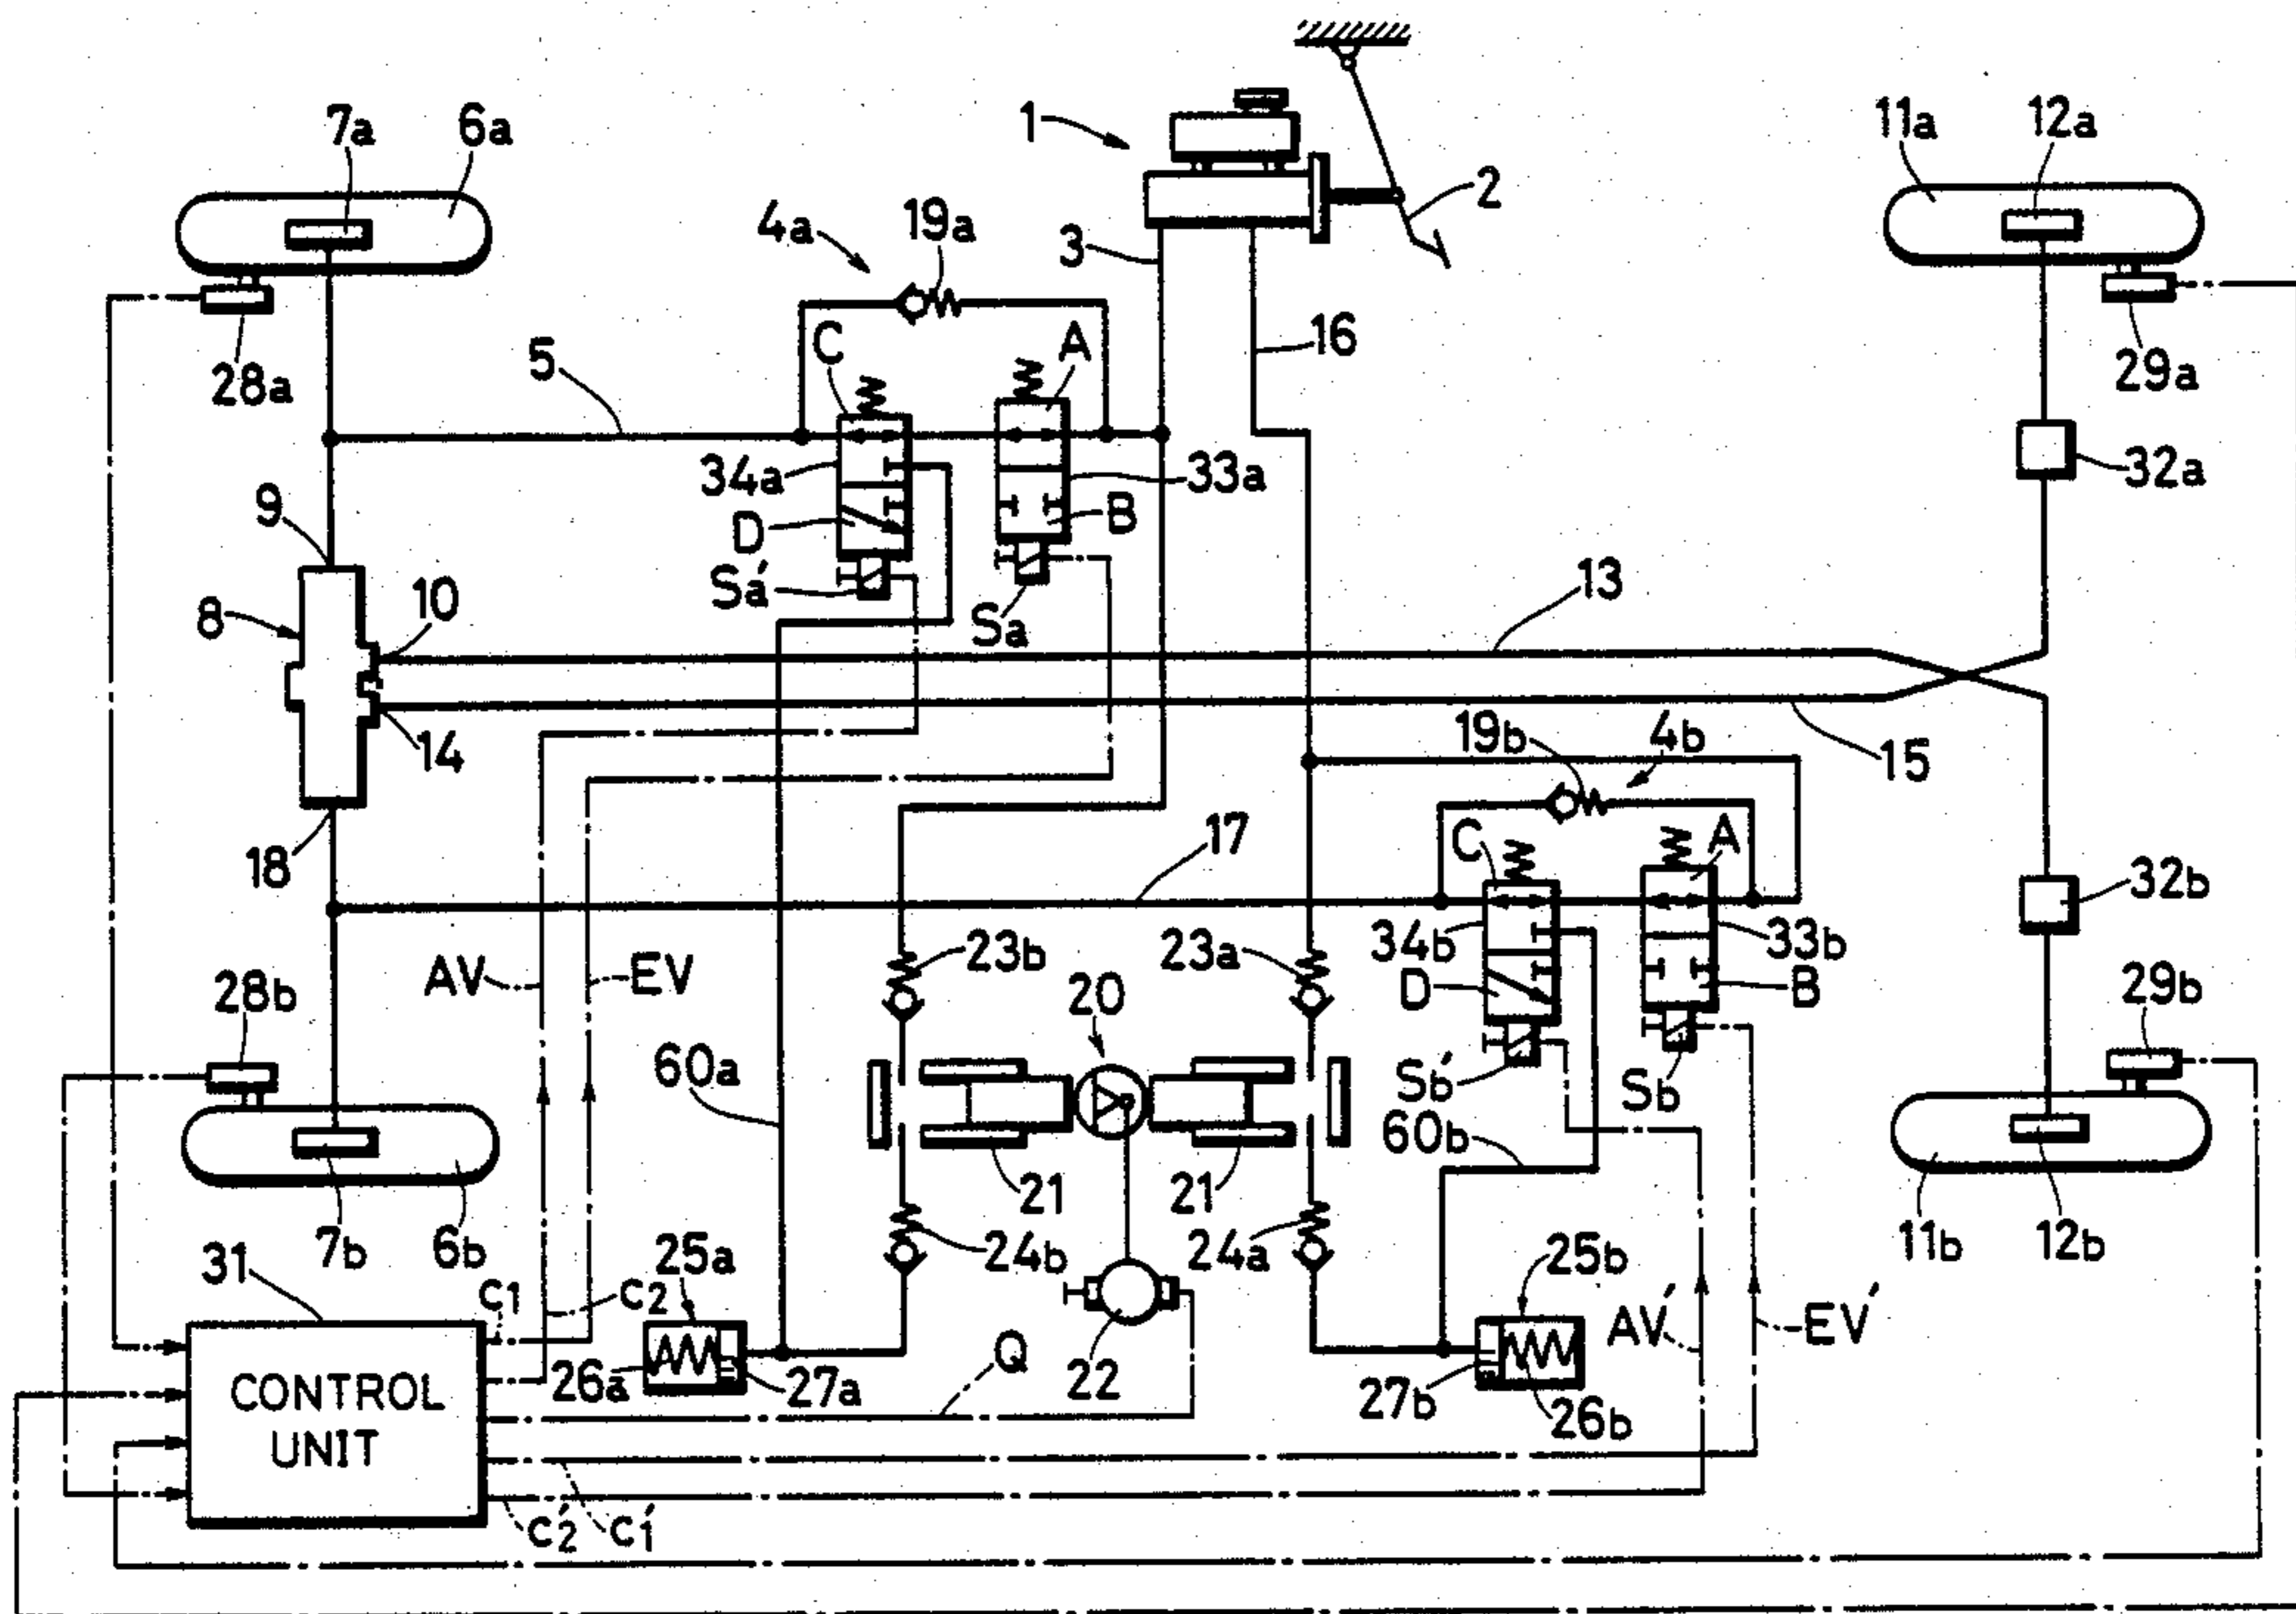 7a
6a
1
2
11a
12a
4a
19a
3
16
28a
5
C
A
29a
34a
33a
32a
9
D
B
Sá
Sa
8
10
13
14
19b
4b
15
18
17
C
A
32b
AV
EV
23b
23a
34b
33b
28b
20
D
B
29b
60a
Sb́
Sb
60b
21
21
7b
6b
24b
24a
11b
12b
31
25a
25b
c1
c2
AV′
EV′
26a
27a
Q
22
27b
26b
CONTROL
UNIT
c2′
c1′